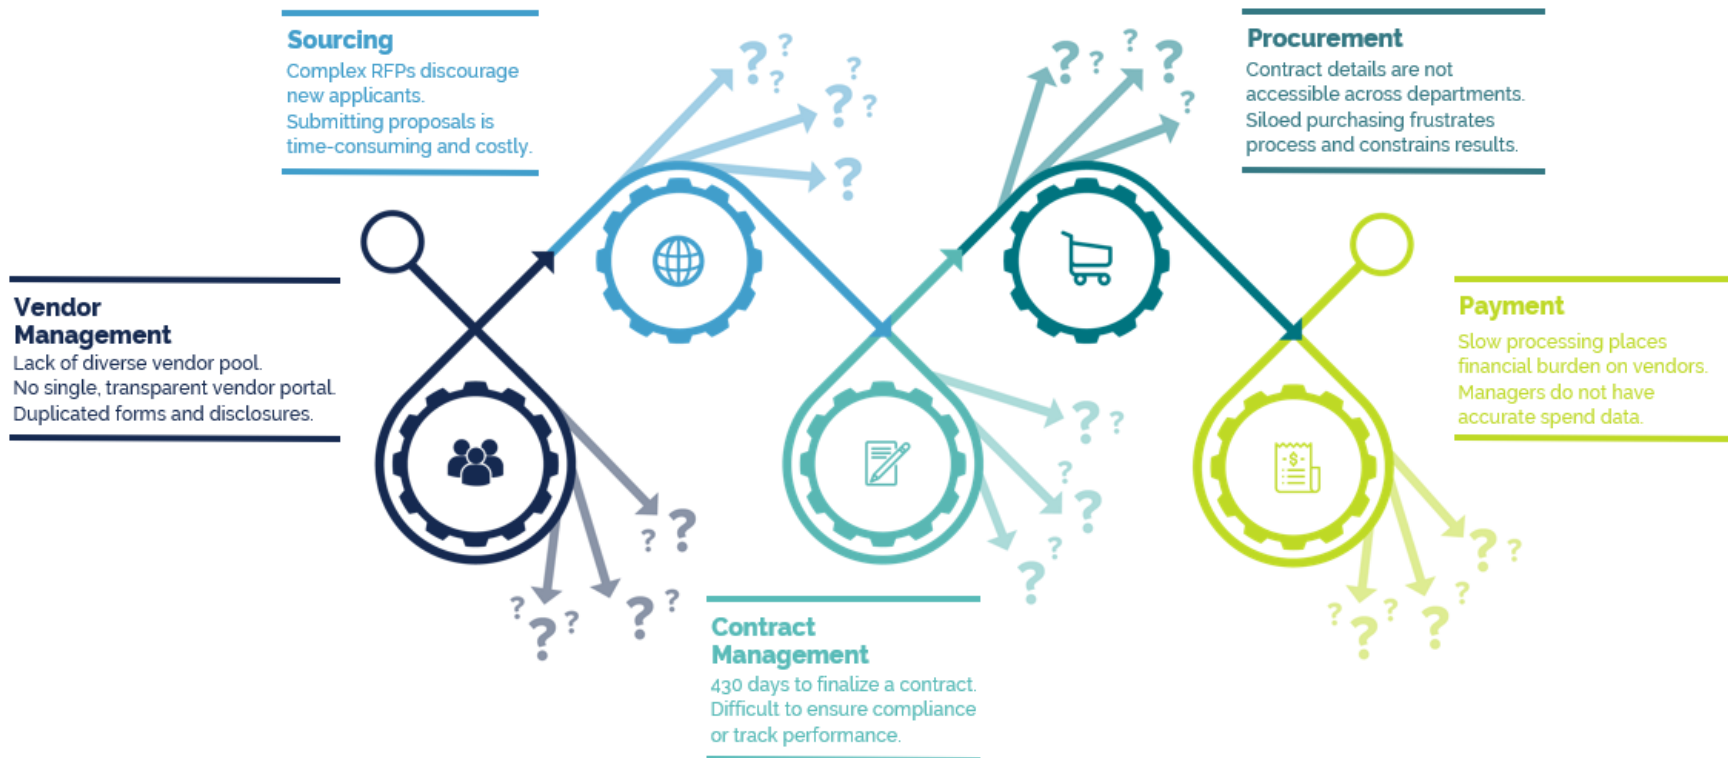 Sourcing
Complex RFPs discourage
new applicants.
Submitting proposals is
time-consuming and costly.
Procurement
Contract details are not
accessible across departments.
Siloed purchasing frustrates
process and constrains results.
Vendor
Management
Lack of diverse vendor pool.
No single, transparent vendor portal.
Duplicated forms and disclosures.
Payment
Slow processing places
financial burden on vendors.
Managers do not have
accurate spend data.
Contract
Management
430 days to finalize a contract.
Difficult to ensure compliance
or track performance.
? ? ?
? ? ?
?
? ? ? ?
?
? ?
? ?
? ?
? ?
? ? ?
? ?
? ?
? ?
? ? ?
$